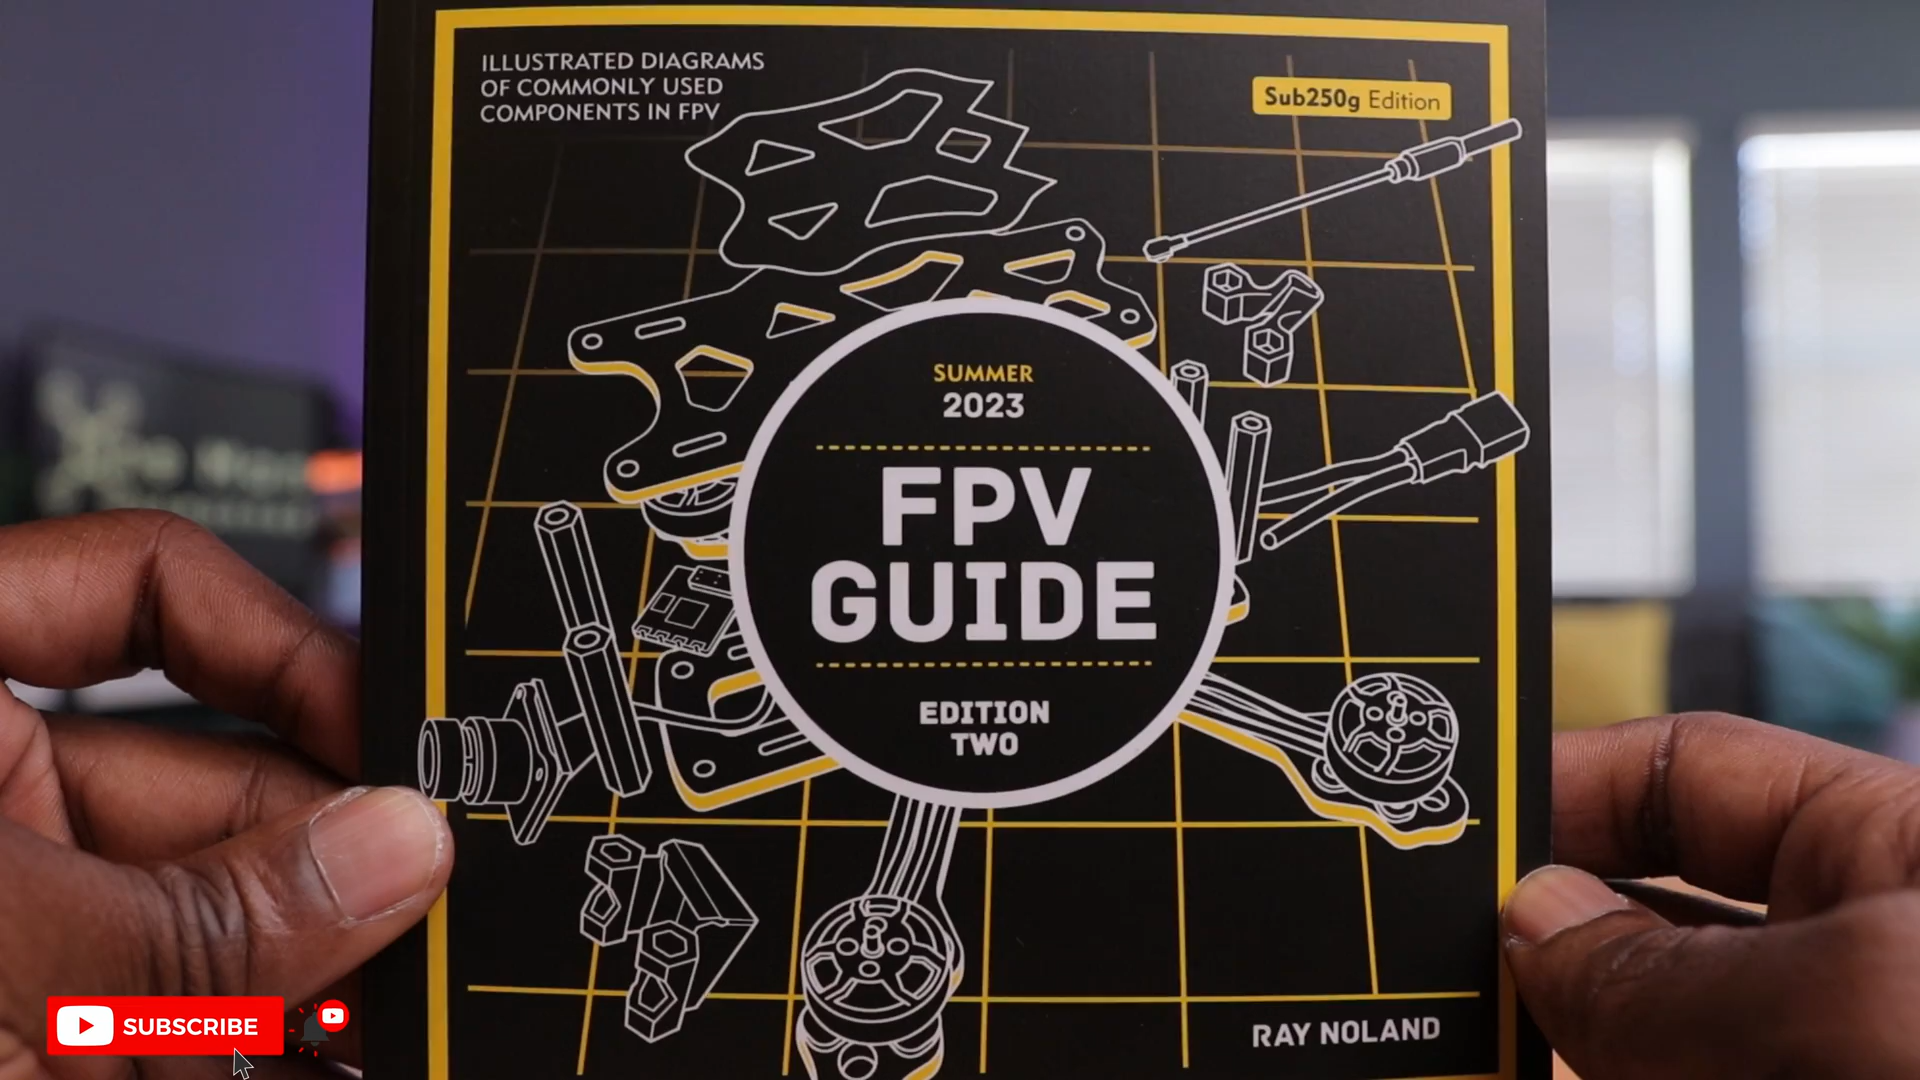 ILLUSTRATED DIAGRAMS
OF COMMONLY USED
COMPONENTS IN FPV
Sub250g Edition
SUMMER
2023
FPV
GUIDE
EDITION
TWO
RAY NOLAND
SUBSCRIBE